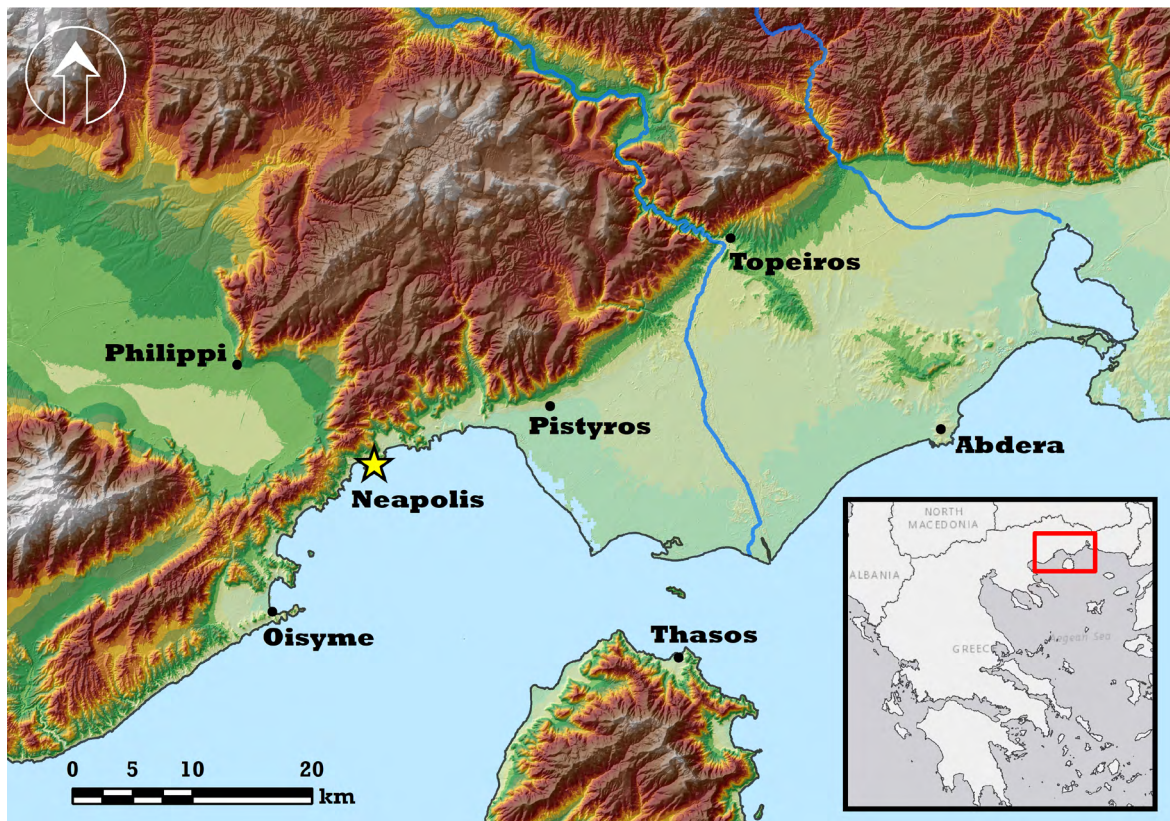 Topeiros
Philippi
Pistyros
Abdera
Neapolis
Oisyme
Thasos
0 5 10 20
km
NORTH
MACEDONIA
ALBANIA
GREECE
Aegean Sea